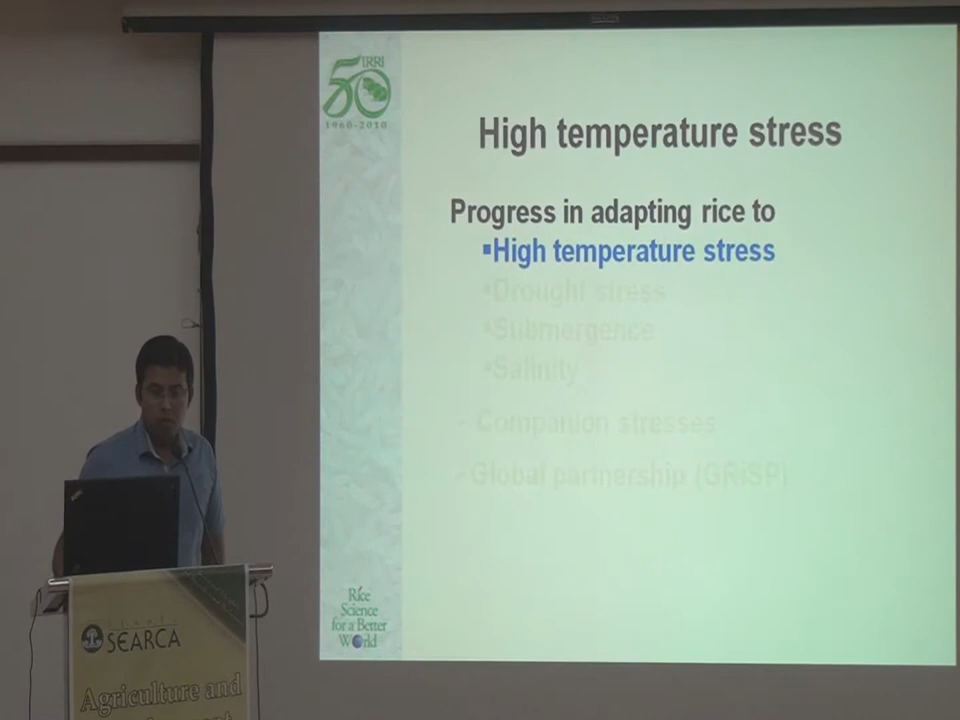 50 IRRI
1960-2010
High temperature stress
Progress in adapting rice to
▪High temperature stress
▪Drought stress
▪Submergence
▪Salinity
- Companion stresses
- Global partnership (GRiSP)
Rice
Science
for a Better
World
SEARCA
Agriculture and